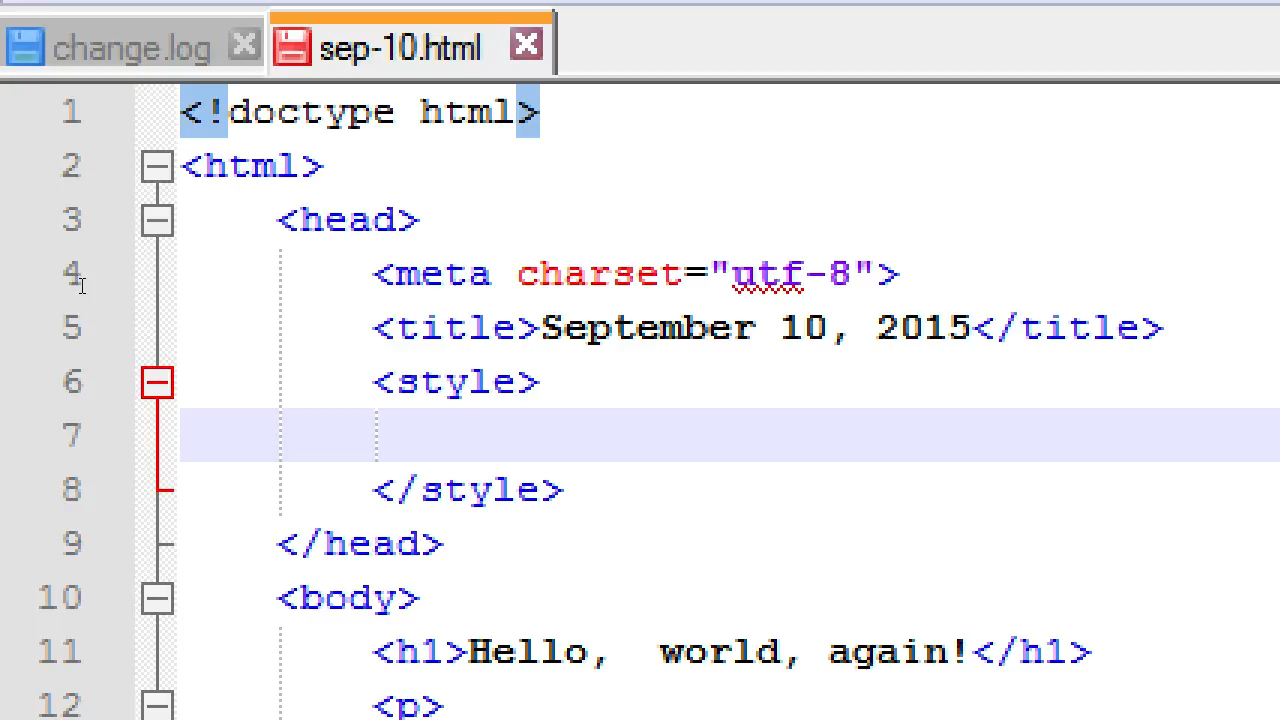 change.log sep-10.html
1 <!doctype html>
2 <html>
3 <head>
4 <meta charset="utf-8">
5 <title>September 10, 2015</title>
6 <style>
7
8 </style>
9 </head>
10 <body>
11 <h1>Hello,  world, again!</h1>
12 <p>